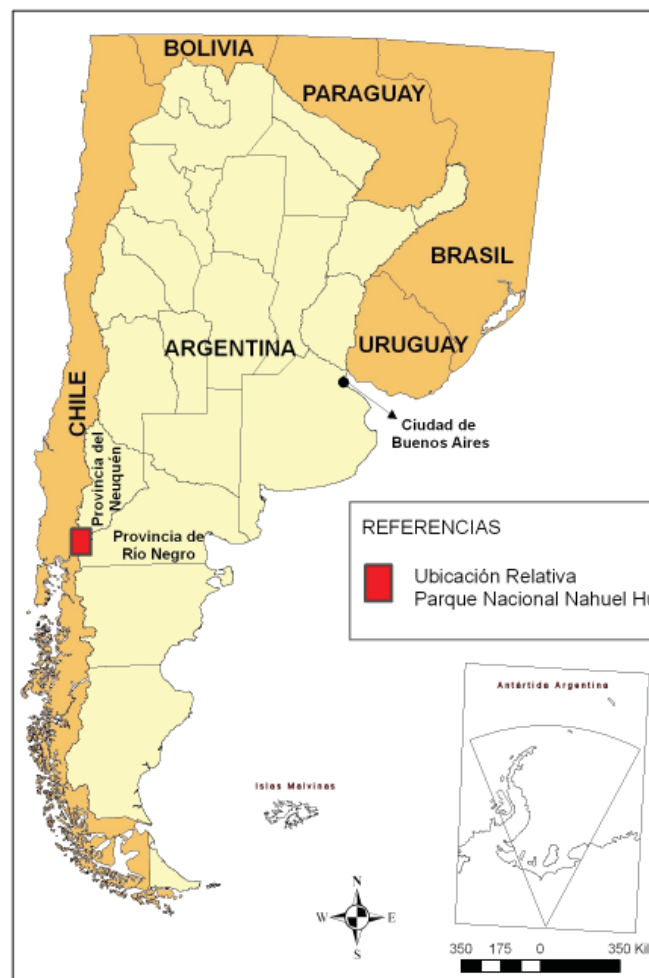 BOLIVIA
PARAGUAY
BRASIL
ARGENTINA
URUGUAY
CHILE
Ciudad de
Buenos Aires
Provincia del
Neuquén
Provincia de
Río Negro
REFERENCIAS
Ubicación Relativa
Parque Nacional Nahuel Hu
Antártida Argentina
Islas Malvinas
N
W E
S
350 175 0 350 Kil